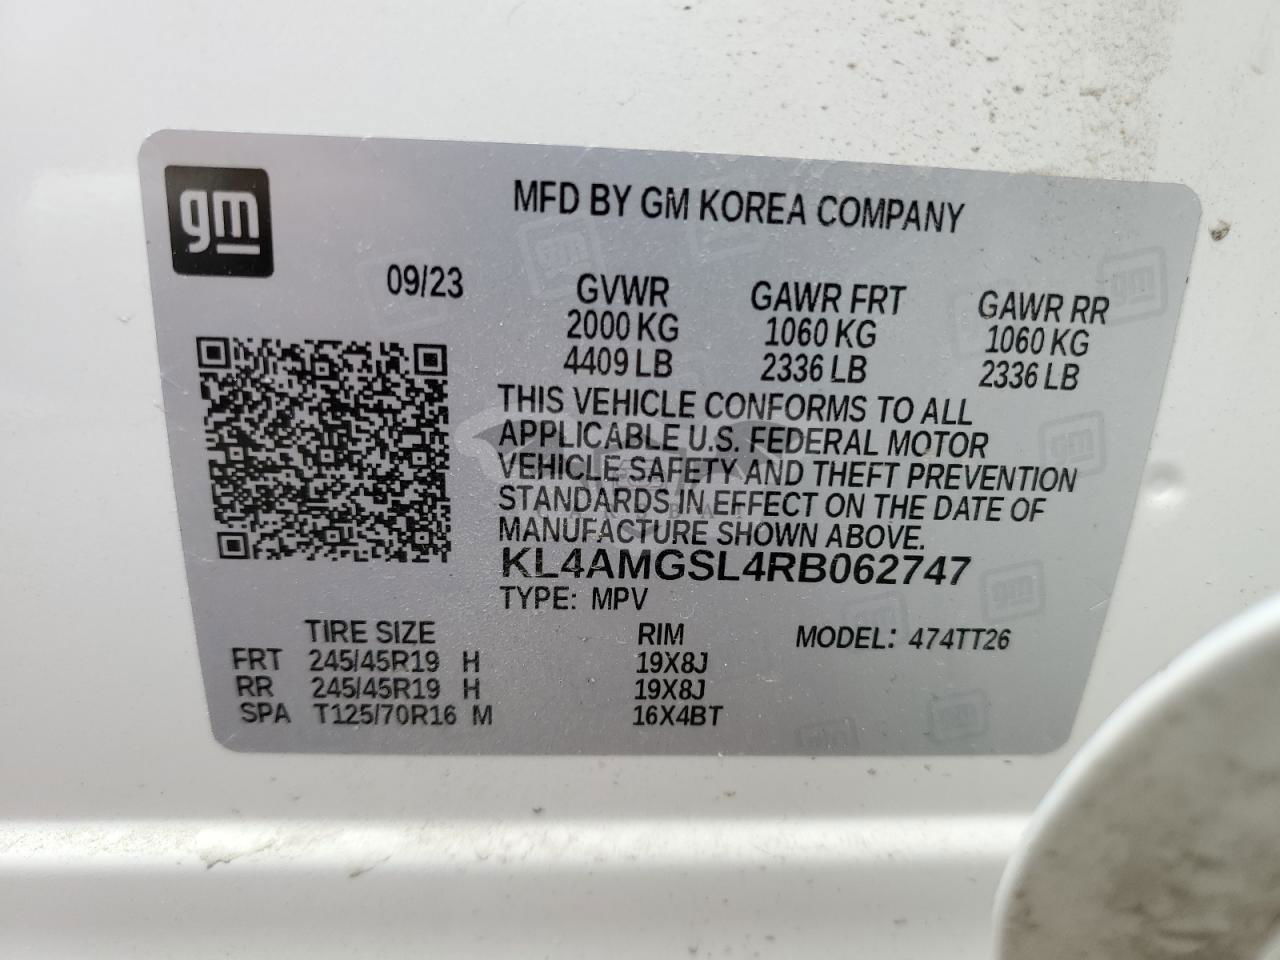 gm
MFD BY GM KOREA COMPANY
09/23
GVWR GAWR FRT GAWR RR
2000 KG 1060 KG 1060 KG
4409 LB 2336 LB 2336 LB
THIS VEHICLE CONFORMS TO ALL
APPLICABLE U.S. FEDERAL MOTOR
VEHICLE SAFETY AND THEFT PREVENTION
STANDARDS IN EFFECT ON THE DATE OF
MANUFACTURE SHOWN ABOVE.
KL4AMGSL4RB062747
TYPE: MPV
TIRE SIZE RIM MODEL: 474TT26
FRT 245/45R19 H 19X8J
RR 245/45R19 H 19X8J
SPA T125/70R16 M 16X4BT